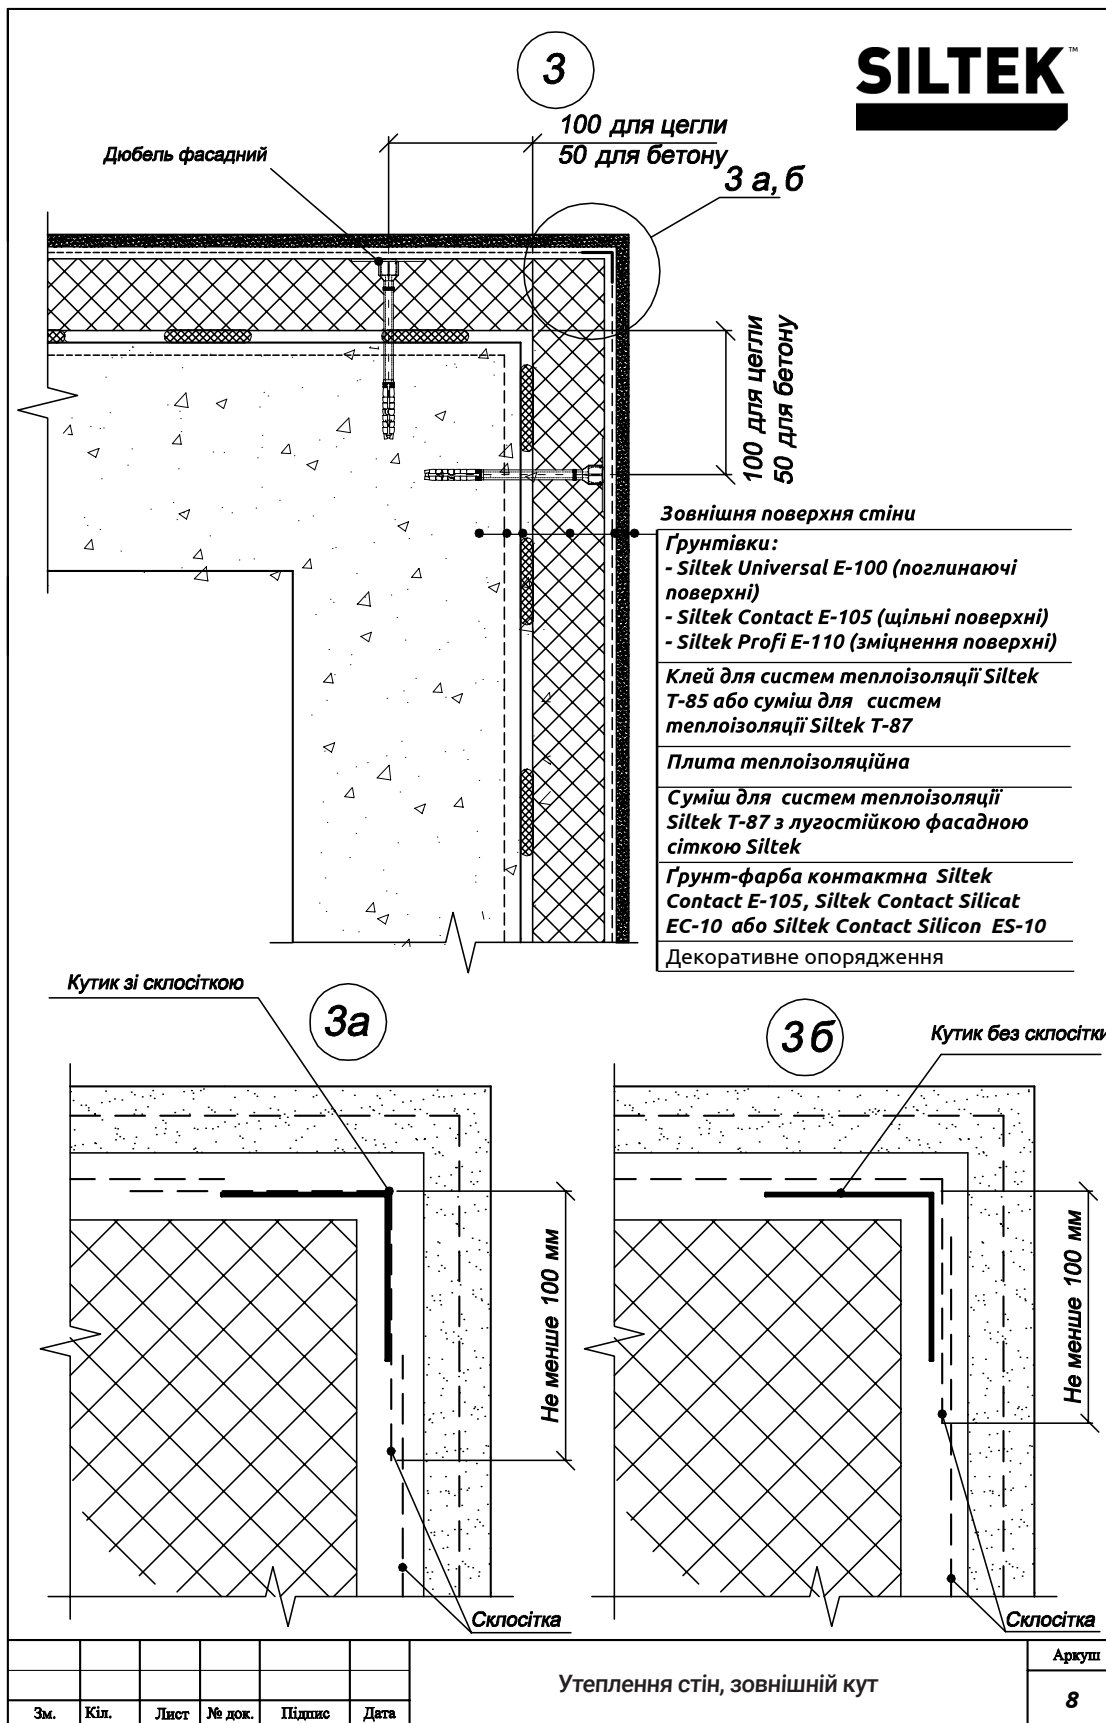 3
SILTEK™
100 для цегли
50 для бетону
Дюбель фасадний
3 а, б
100 для цегли
50 для бетону
Зовнішня поверхня стіни
Ґрунтівки:
- Siltek Universal E-100 (поглинаючі
поверхні)
- Siltek Contact E-105 (щільні поверхні)
- Siltek Profi E-110 (зміцнення поверхні)
Клей для систем теплоізоляції Siltek
T-85 або суміш для систем
теплоізоляції Siltek T-87
Плита теплоізоляційна
Суміш для систем теплоізоляції
Siltek T-87 з лугостійкою фасадною
сіткою Siltek
Ґрунт-фарба контактна Siltek
Contact E-105, Siltek Contact Silicat
EC-10 або Siltek Contact Silicon ES-10
Декоративне опорядження
Кутик зі склосіткою
3а
3 б
Кутик без склосітки
Не менше 100 мм
Не менше 100 мм
Склосітка
Склосітка
Зм.
Кіл.
Лист
№ док.
Підпис
Дата
Утеплення стін, зовнішній кут
Аркуш
8